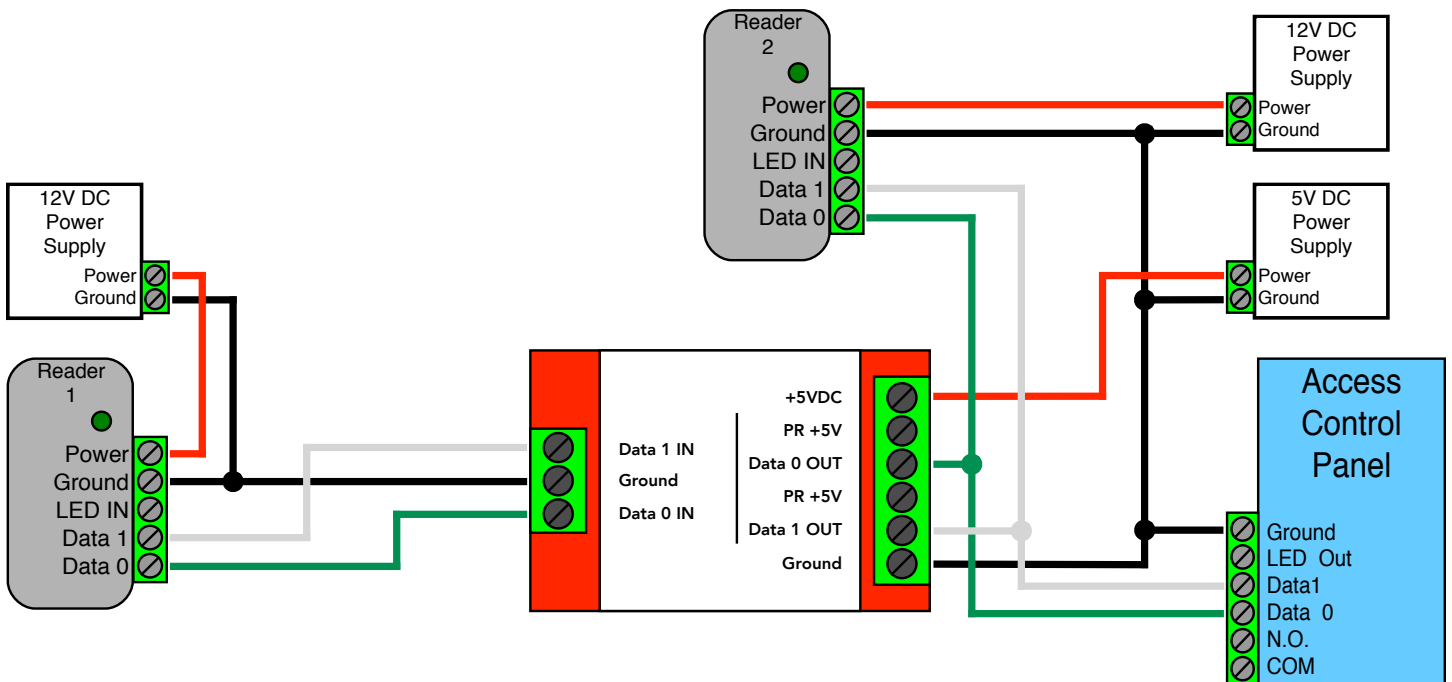 Reader
2
Power
Ground
LED IN
Data 1
Data 0
12V DC
Power
Supply
Power
Ground
5V DC
Power
Supply
Power
Ground
12V DC
Power
Supply
Power
Ground
Reader
1
Power
Ground
LED IN
Data 1
Data 0
Data 1 IN
Ground
Data 0 IN
+5VDC
PR +5V
Data 0 OUT
PR +5V
Data 1 OUT
Ground
Access
Control
Panel
Ground
LED Out
Data1
Data 0
N.O.
COM